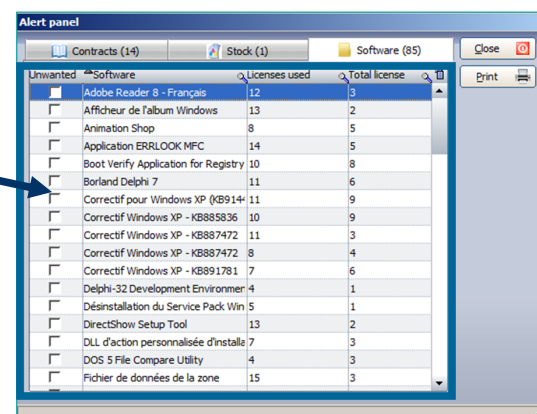 Alert panel
Contracts (14) Stock (1) Software (85) Close
Print
Unwanted Software Licenses used Total license
Adobe Reader 8 - Français 12 3
Afficheur de l'album Windows 13 2
Animation Shop 8 5
Application ERRLOOK MFC 14 5
Boot Verify Application for Registry 10 8
Borland Delphi 7 11 6
Correctif pour Windows XP (KB914 11 9
Correctif Windows XP - KB885836 10 9
Correctif Windows XP - KB887472 11 3
Correctif Windows XP - KB887472 8 4
Correctif Windows XP - KB891781 7 6
Delphi-32 Development Environmen 4 1
Désinstallation du Service Pack Win 5 1
DirectShow Setup Tool 13 2
DLL d'action personnalisée d'installa 7 3
DOS 5 File Compare Utility 4 3
Fichier de données de la zone 15 3